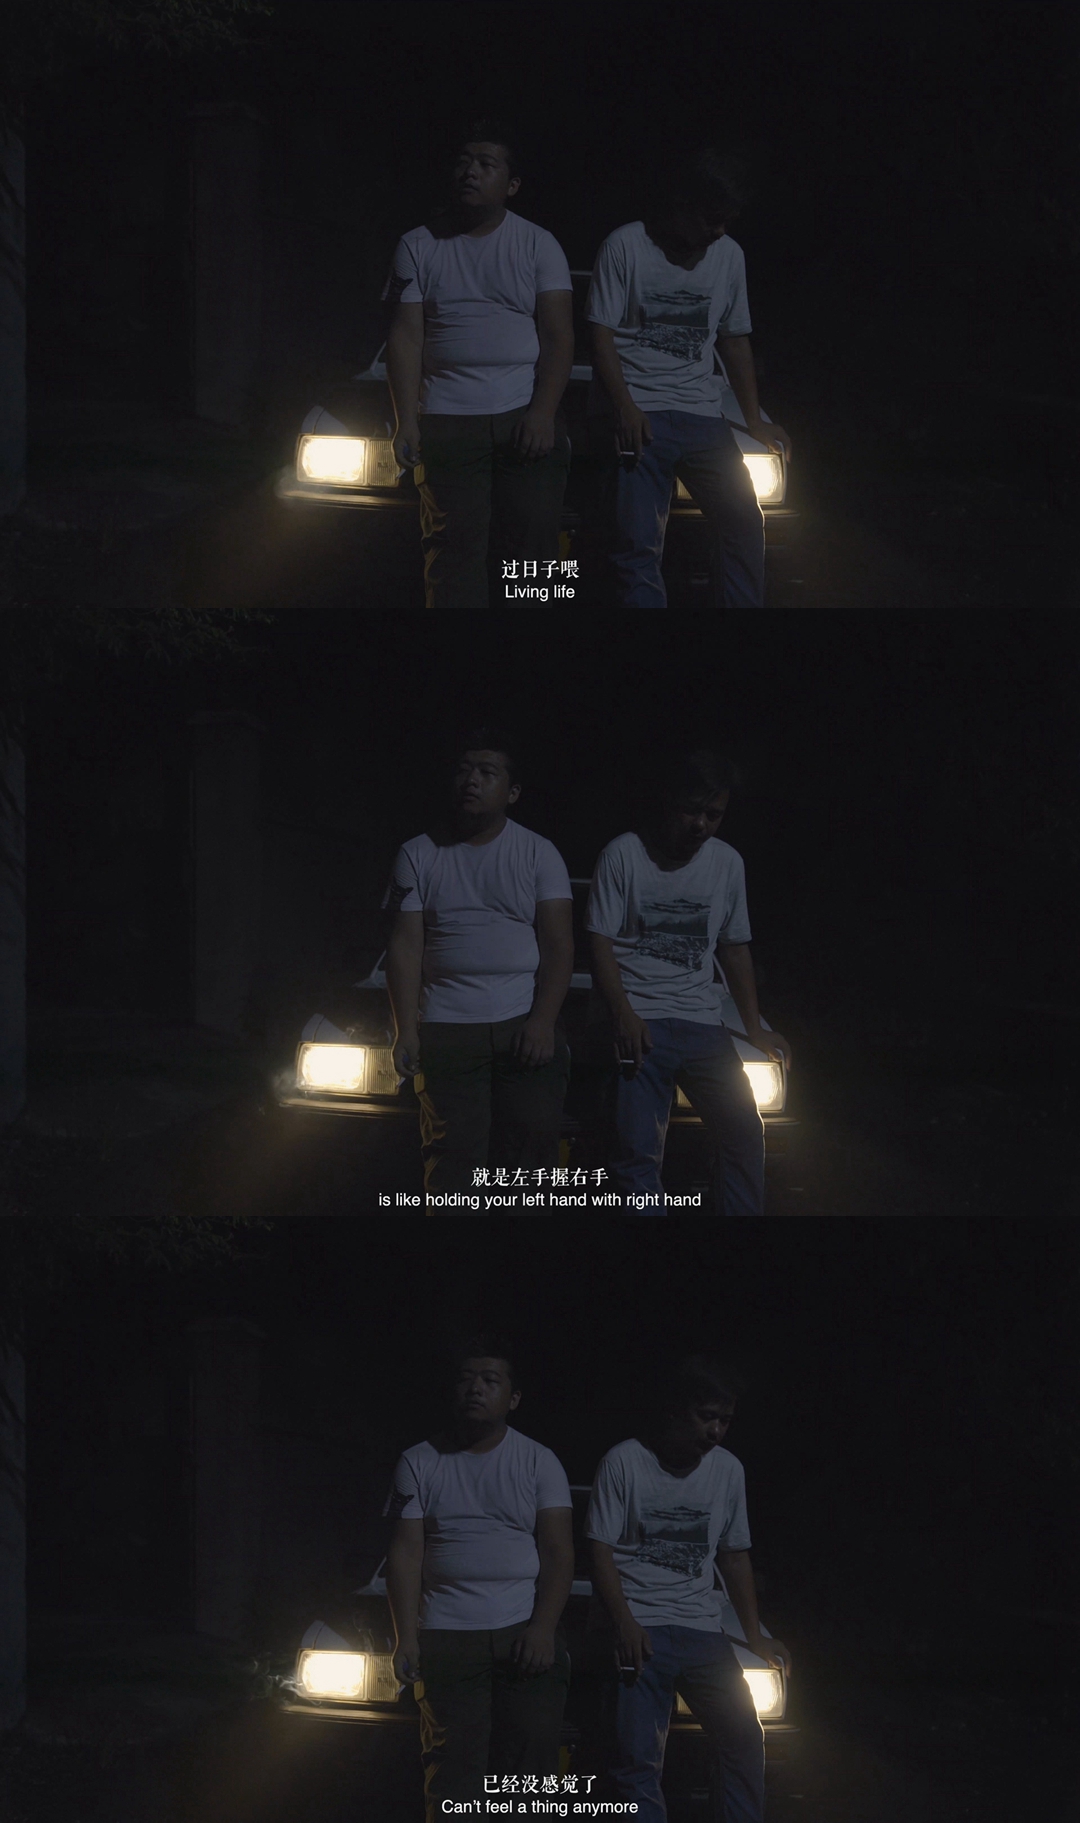 过日子喂
Living life
就是左手握右手
is like holding your left hand with right hand
已经没感觉了
Can't feel a thing anymore